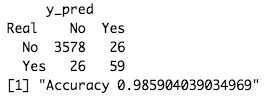 y_pred
Real No Yes
No 3578 26
Yes 26 59
[1] "Accuracy 0.985904039034969"